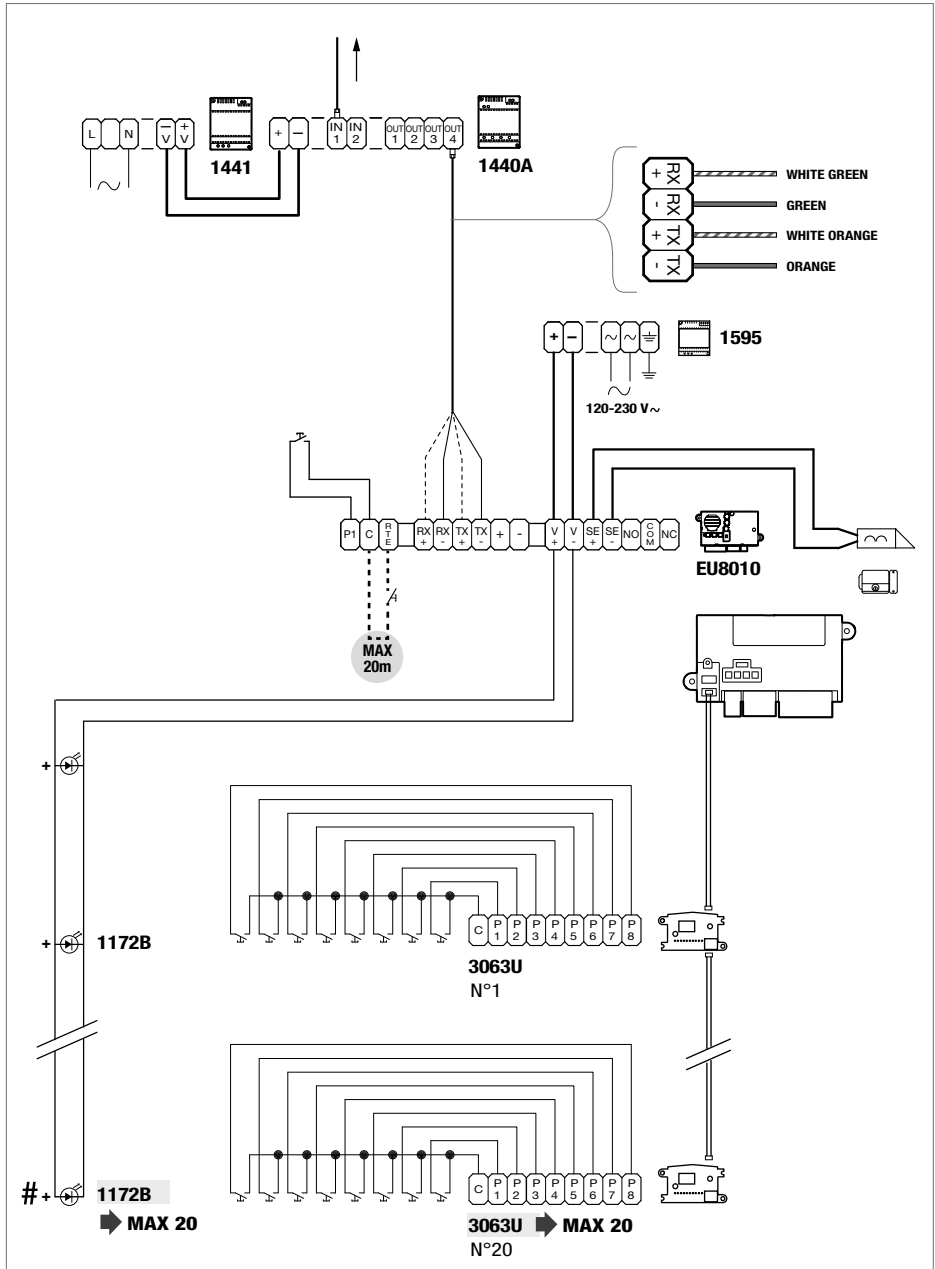 L N − V + V + − IN 1 IN 2 OUT 1 OUT 2 OUT 3 OUT 4
1441
1440A
+ RX WHITE GREEN
- RX GREEN
+ TX WHITE ORANGE
- TX ORANGE
+ − ~ ~
1595
~
~
120-230 V~
P1 C RTE RX + RX - TX + TX - + - V + V - SE + SE - NO COM NC
EU8010
MAX
20m
+
+ 1172B
C P1 P2 P3 P4 P5 P6 P7 P8
3063U
N°1
C P1 P2 P3 P4 P5 P6 P7 P8
# + 1172B
MAX 20
3063U MAX 20
N°20